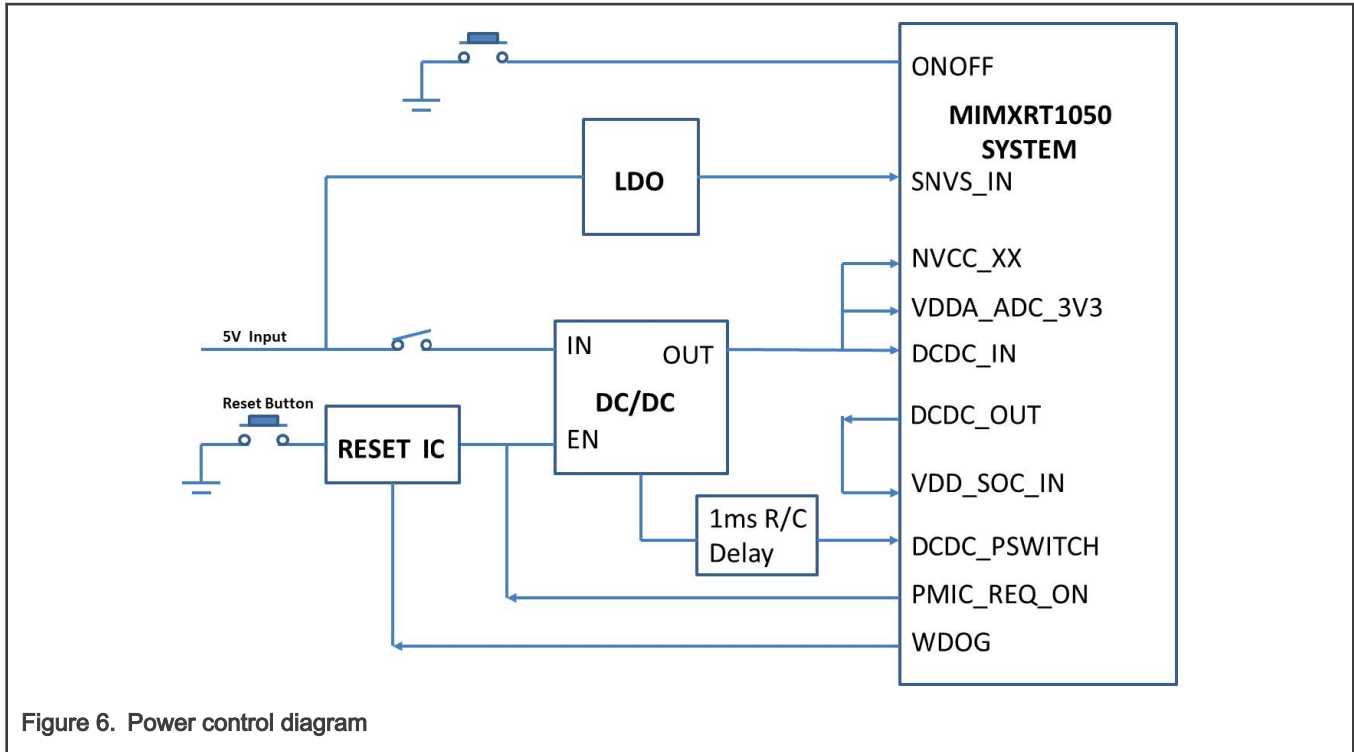 ONOFF
MIMXRT1050
SYSTEM
LDO
SNVS_IN
NVCC_XX
VDDA_ADC_3V3
5V Input
IN
OUT
DCDC_IN
DC/DC
Reset Button
DCDC_OUT
RESET IC
EN
VDD_SOC_IN
1ms R/C
Delay
DCDC_PSWITCH
PMIC_REQ_ON
WDOG
Figure 6. Power control diagram